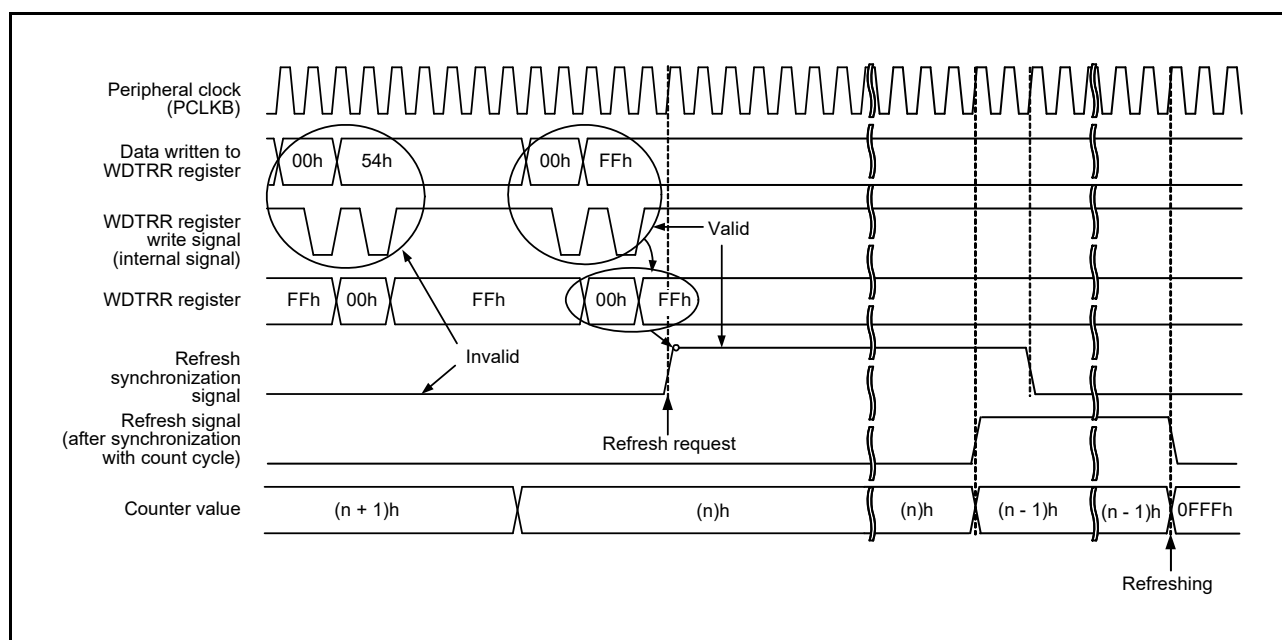 Peripheral clock
(PCLKB)
Data written to
WDTRR register
00h 54h 00h FFh
WDTRR register
write signal
(internal signal)
Valid
WDTRR register
FFh 00h FFh 00h FFh
Invalid
Refresh
synchronization
signal
Refresh request
Refresh signal
(after synchronization
with count cycle)
Counter value
(n + 1)h (n)h (n)h (n - 1)h (n - 1)h 0FFFh
Refreshing